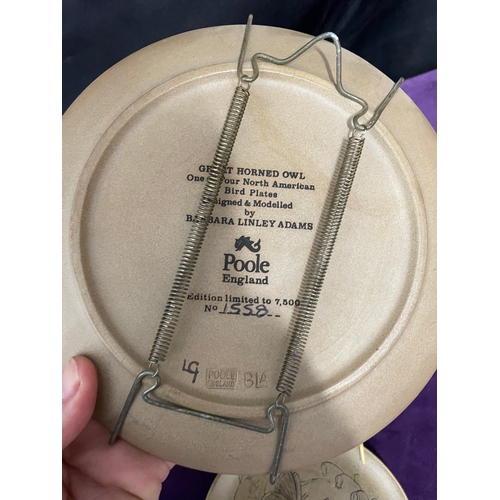 GREAT HORNED OWL
One of Four North American
Bird Plates
Designed & Modelled
by
BARBARA LINLEY ADAMS
Poole
England
Edition limited to 7,500
No 1558
POOLE
ENGLAND
BLA